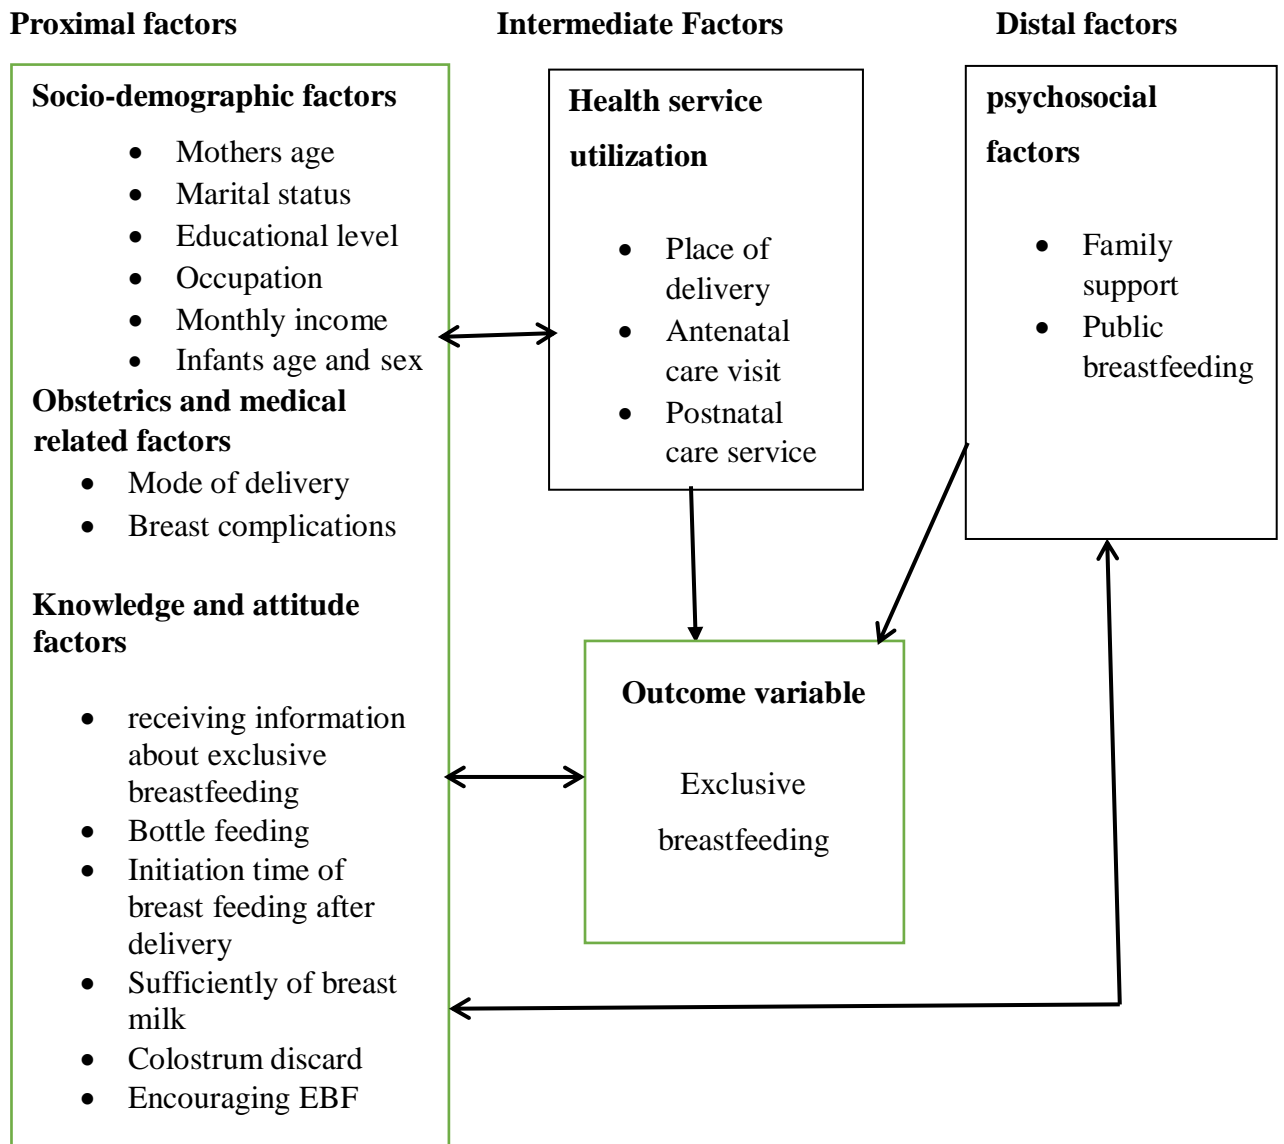 Proximal factors
Intermediate Factors
Distal factors
Socio-demographic factors
• Mothers age
• Marital status
• Educational level
• Occupation
• Monthly income
• Infants age and sex
Obstetrics and medical
related factors
• Mode of delivery
• Breast complications
Knowledge and attitude
factors
• receiving information
about exclusive
breastfeeding
• Bottle feeding
• Initiation time of
breast feeding after
delivery
• Sufficiently of breast
milk
• Colostrum discard
• Encouraging EBF
Health service
utilization
• Place of
delivery
• Antenatal
care visit
• Postnatal
care service
psychosocial
factors
• Family
support
• Public
breastfeeding
Outcome variable
Exclusive
breastfeeding